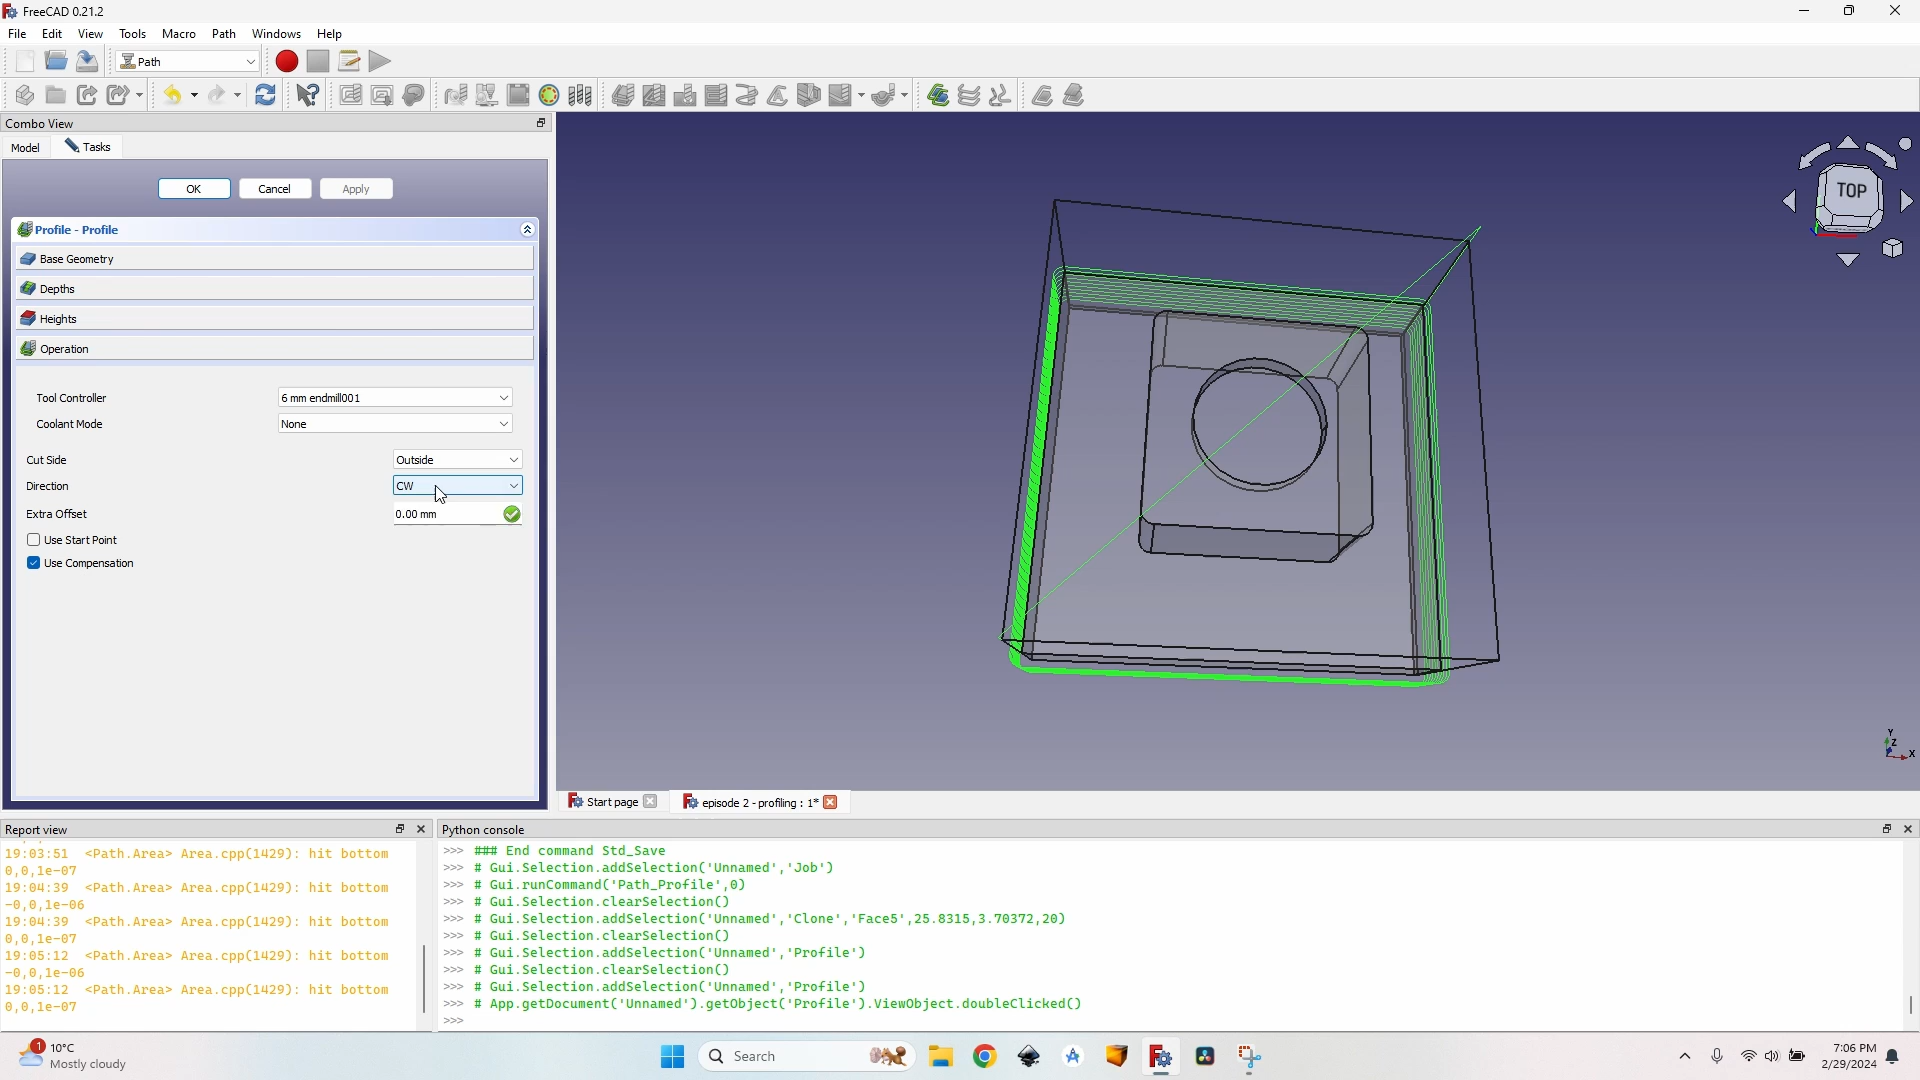 FreeCAD 0.21.2
File Edit View Tools Macro Path Windows Help
Path
Combo View
Model Tasks
OK Cancel Apply
Profile - Profile
Base Geometry
Depths
Heights
Operation
Tool Controller 6 mm endmill001
Coolant Mode None
Cut Side Outside
Direction CW
Extra Offset 0.00 mm
Use Start Point
Use Compensation
TOP
Y
Z
X
Start page episode 2 - profiling : 1*
Report view
19:03:51 <Path.Area> Area.cpp(1429): hit bottom
0,0,1e-07
19:04:39 <Path.Area> Area.cpp(1429): hit bottom
-0,0,1e-06
19:04:39 <Path.Area> Area.cpp(1429): hit bottom
0,0,1e-07
19:05:12 <Path.Area> Area.cpp(1429): hit bottom
-0,0,1e-06
19:05:12 <Path.Area> Area.cpp(1429): hit bottom
0,0,1e-07
Python console
>>> ### End command Std_Save
>>> # Gui.Selection.addSelection('Unnamed','Job')
>>> # Gui.runCommand('Path_Profile',0)
>>> # Gui.Selection.clearSelection()
>>> # Gui.Selection.addSelection('Unnamed','Clone','Face5',25.8315,3.70372,20)
>>> # Gui.Selection.clearSelection()
>>> # Gui.Selection.addSelection('Unnamed','Profile')
>>> # Gui.Selection.clearSelection()
>>> # Gui.Selection.addSelection('Unnamed','Profile')
>>> # App.getDocument('Unnamed').getObject('Profile').ViewObject.doubleClicked()
>>>
1
10°C
Mostly cloudy
Search
7:06 PM
2/29/2024